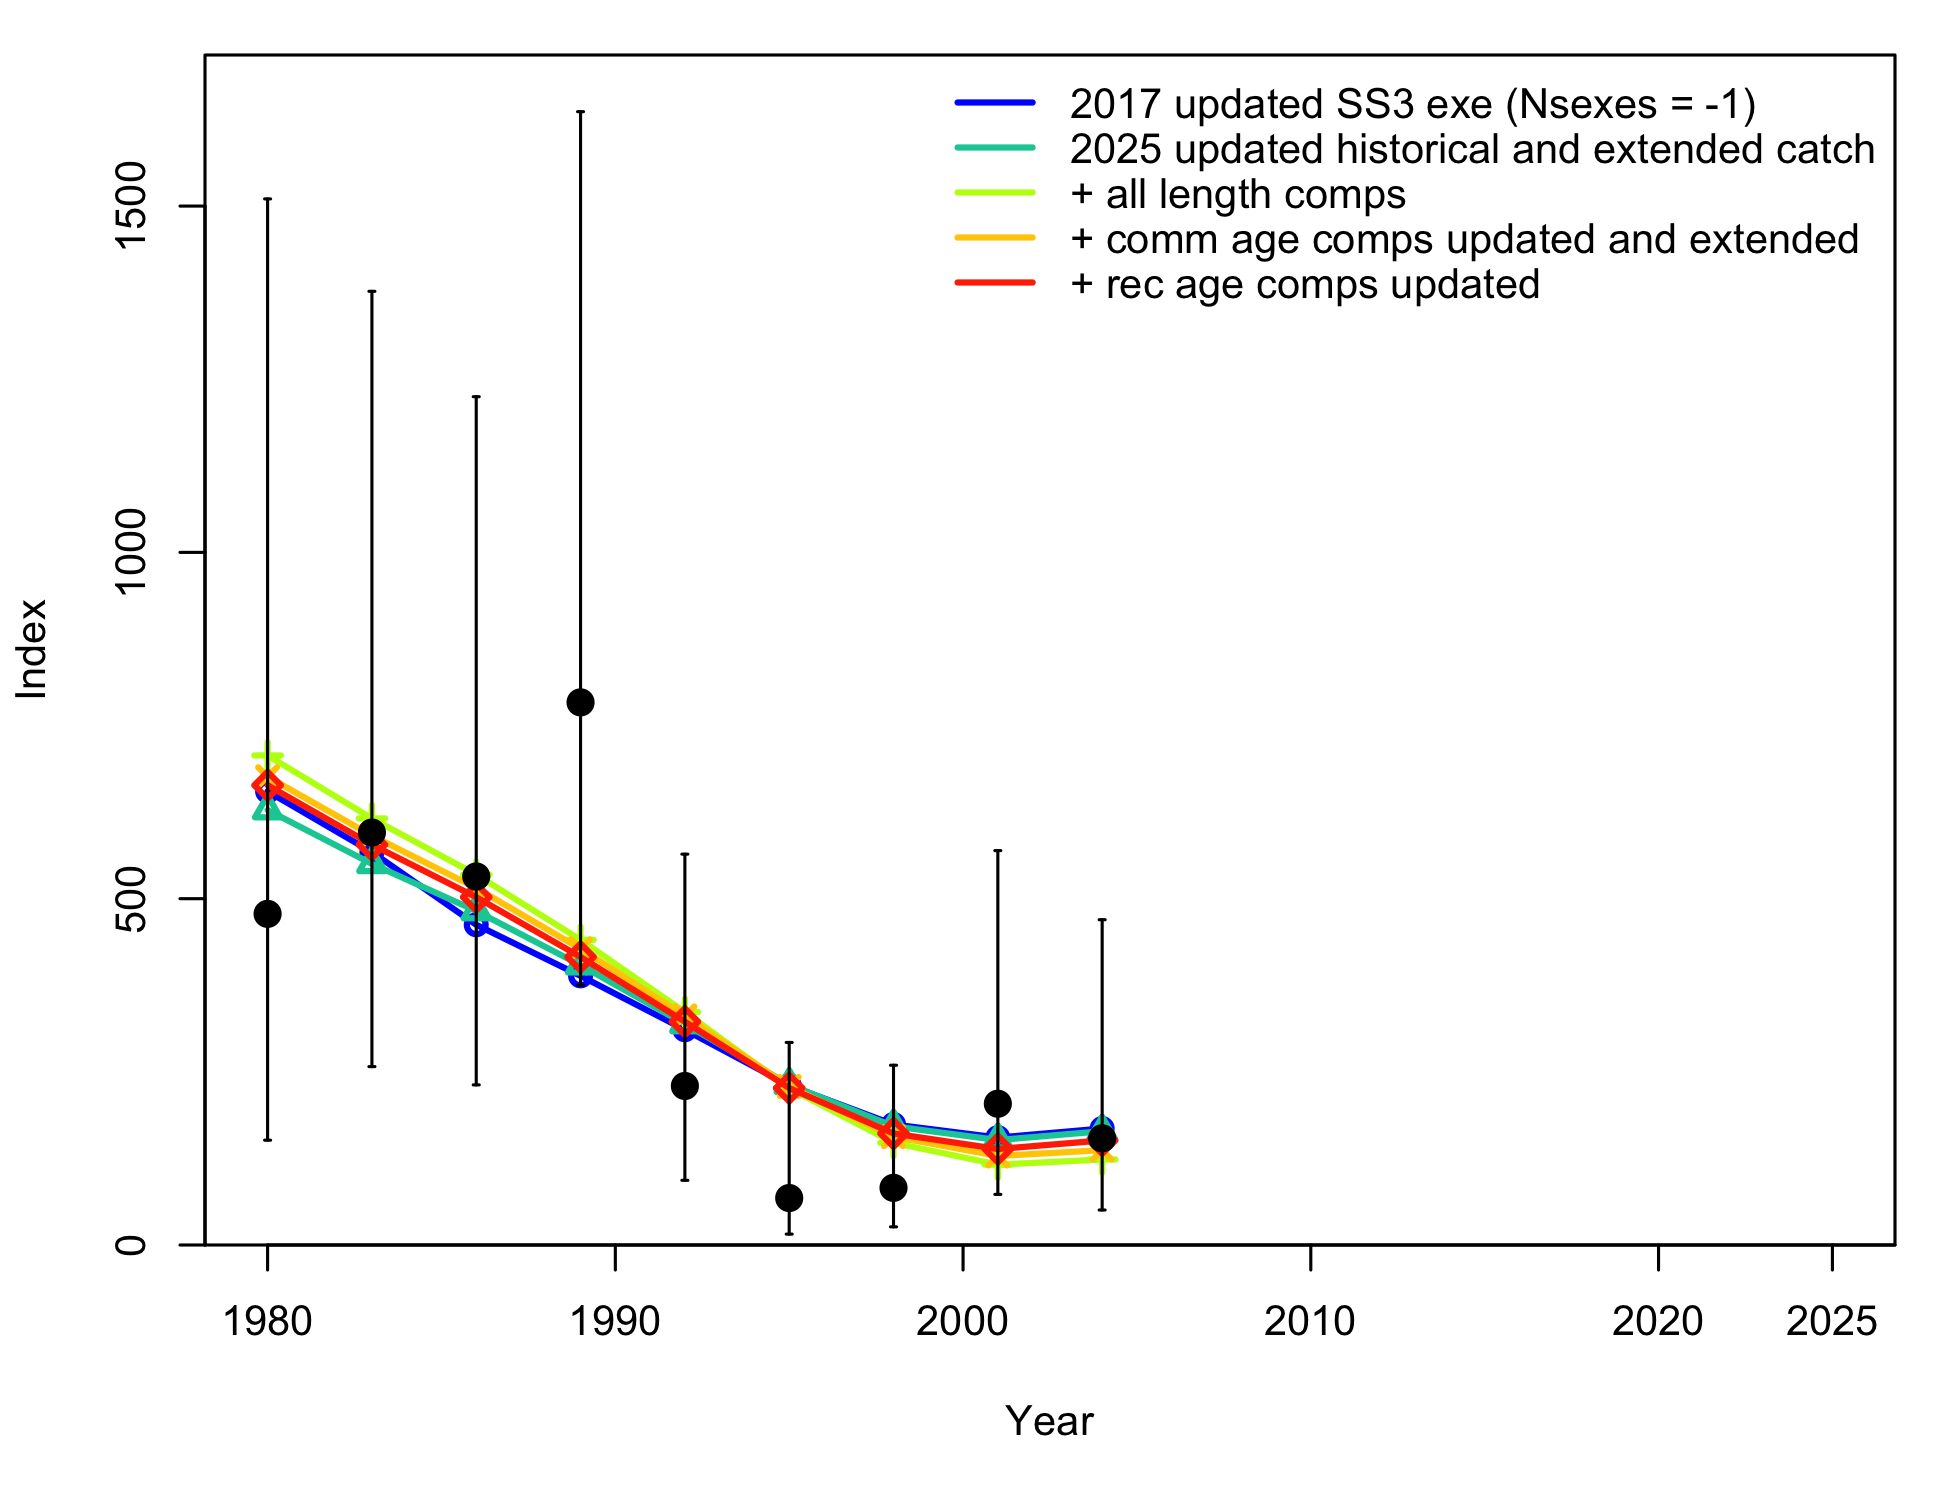 2017 updated SS3 exe (Nsexes = -1)
2025 updated historical and extended catch
+ all length comps
+ comm age comps updated and extended
+ rec age comps updated
1500
1000
500
0
Index
1980 1990 2000 2010 2020 2025
Year